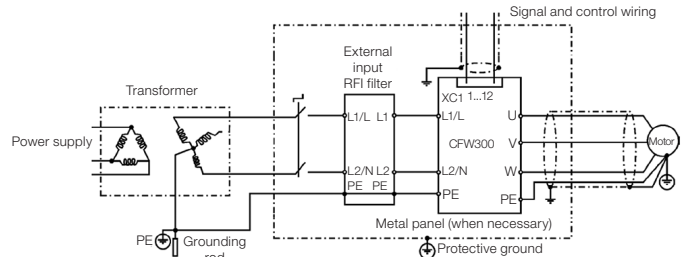 Signal and control wiring
External
input
RFI filter
Transformer
XC1 1...12
L1/L L1 L1/L U
Power supply CFW300 V Motor
L2/N L2 L2/N W
PE PE PE PE
Metal panel (when necessary)
PE Grounding
rod
Protective ground